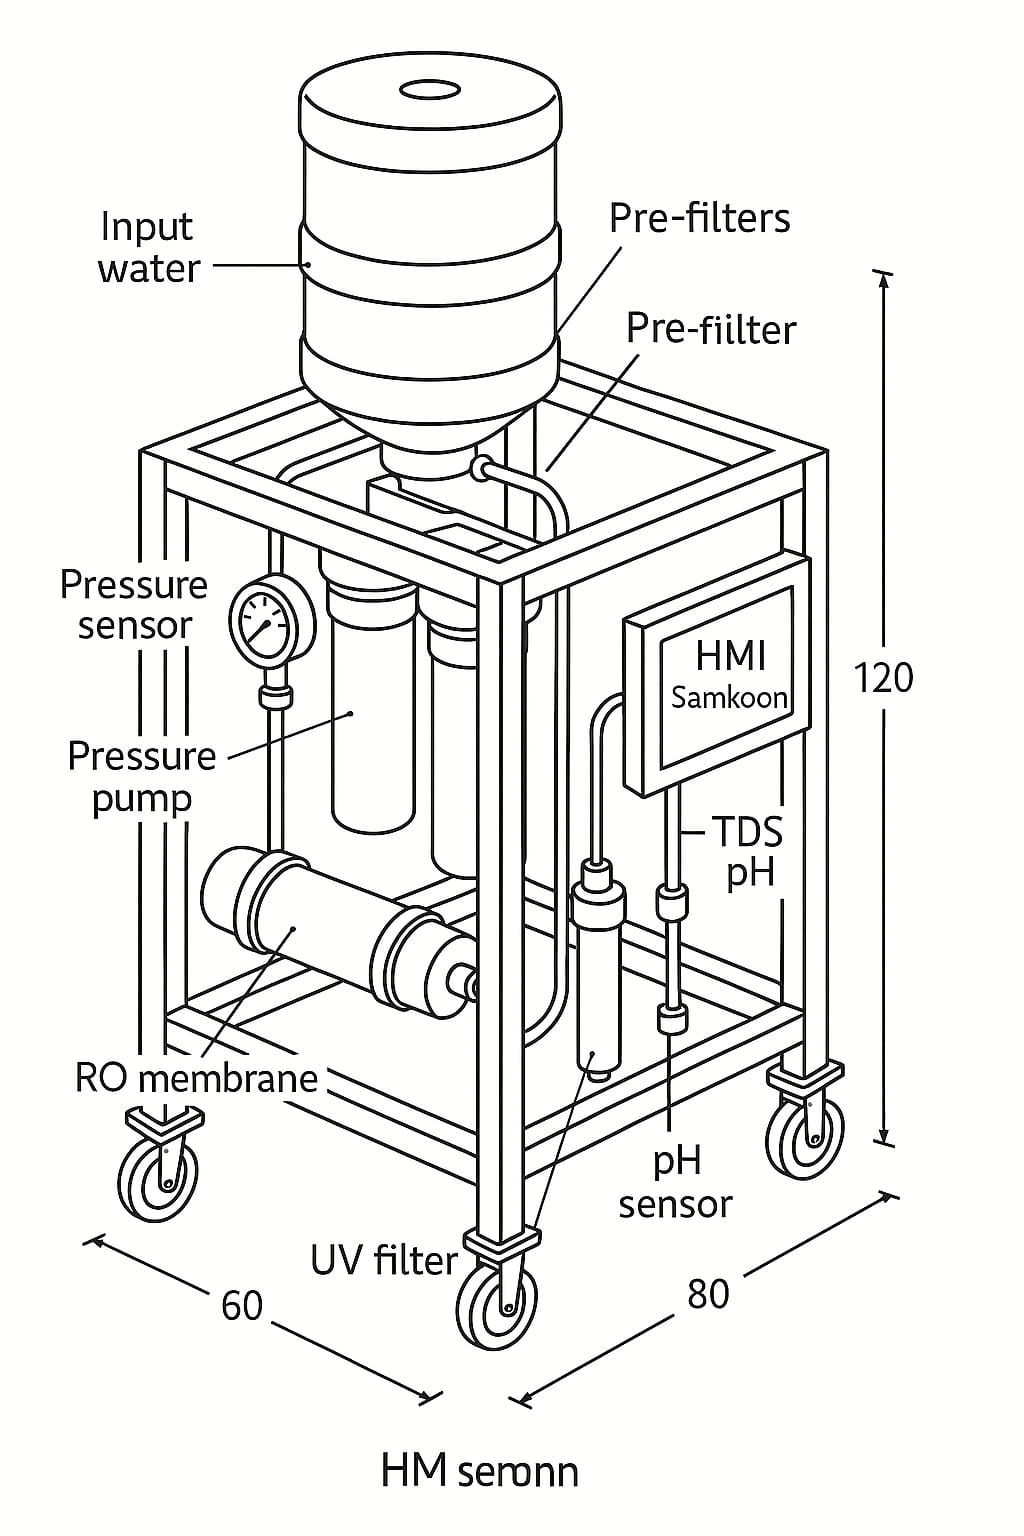 Input
water
Pre-filters
Pre-fiilter
Pressure
sensor
HMI
Samkoon
120
Pressure
pump
TDS
pH
RO membrane
pH
sensor
UV filter
60
80
HM semonn